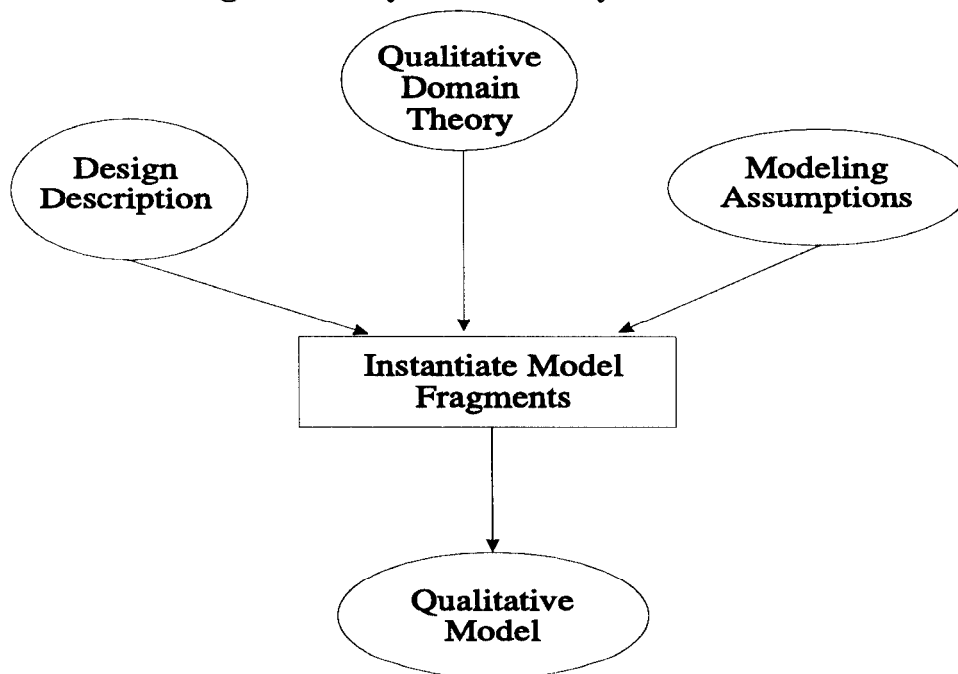 Qualitative
Domain
Theory
Design
Description
Modeling
Assumptions
Instantiate Model
Fragments
Qualitative
Model